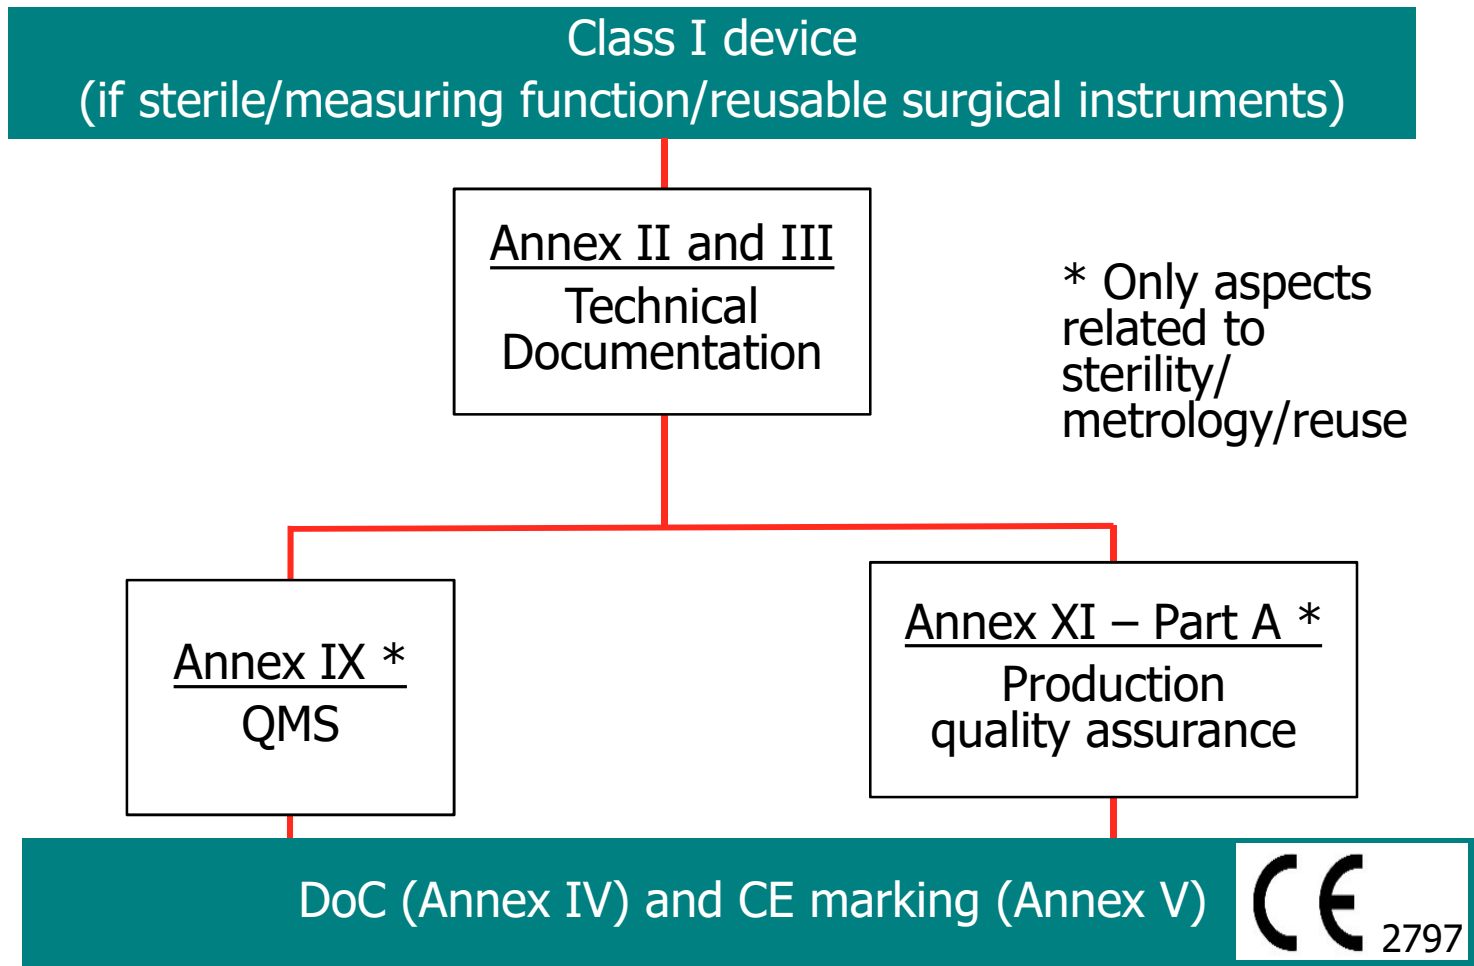 Class I device
(if sterile/measuring function/reusable surgical instruments)
Annex II and III
Technical
Documentation
* Only aspects
related to
sterility/
metrology/reuse
Annex IX *
QMS
Annex XI – Part A *
Production
quality assurance
DoC (Annex IV) and CE marking (Annex V)
CE 2797